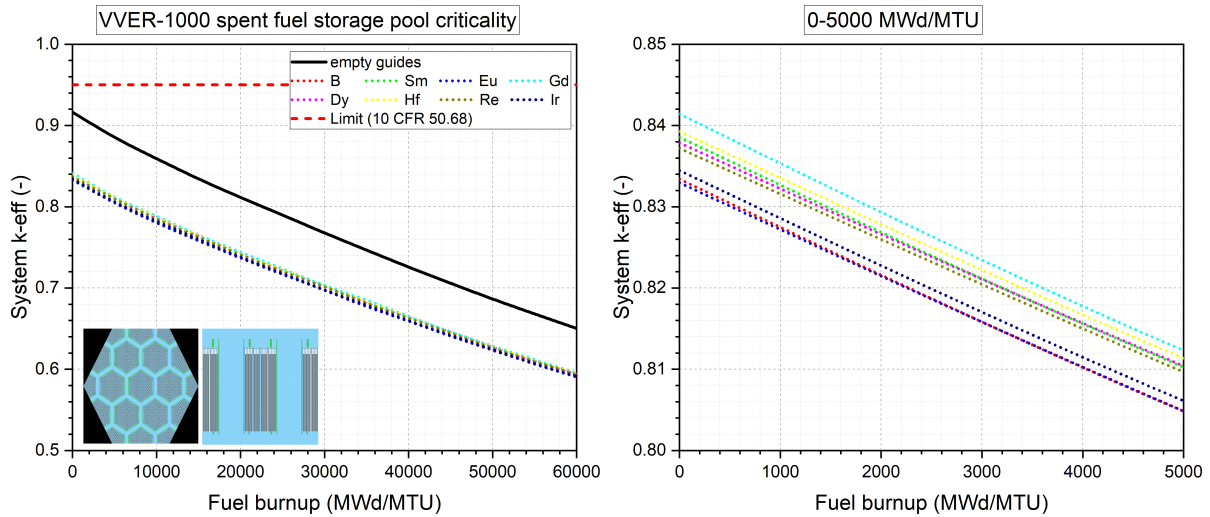 VVER-1000 spent fuel storage pool criticality
System k-eff (-)
1.0
0.9
0.8
0.7
0.6
0.5
empty guides
B Sm Eu Gd
Dy Hf Re Ir
Limit (10 CFR 50.68)
0 10000 20000 30000 40000 50000 60000
Fuel burnup (MWd/MTU)
0-5000 MWd/MTU
System k-eff (-)
0.85
0.84
0.83
0.82
0.81
0.80
0 1000 2000 3000 4000 5000
Fuel burnup (MWd/MTU)